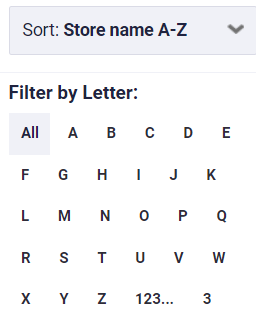 Sort: Store name A-Z
Filter by Letter:
All A B C D E
F G H I J K
L M N O P Q
R S T U V W
X Y Z 123... 3